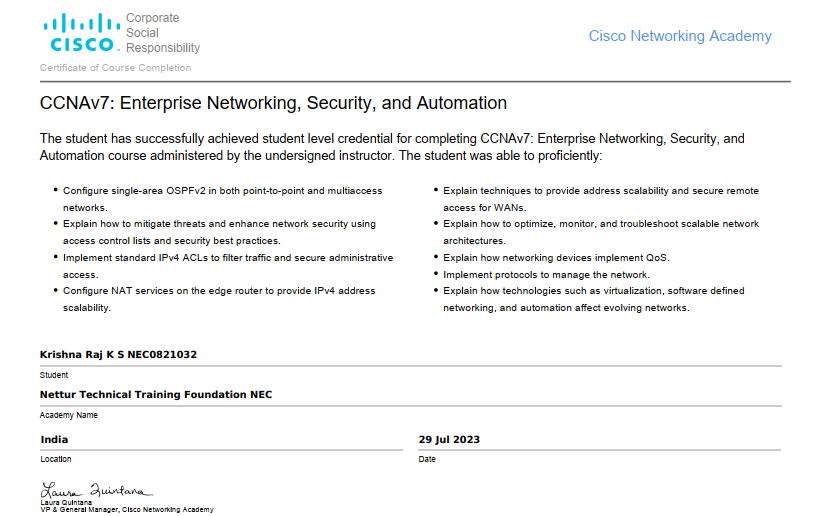 Corporate
Social
Responsibility
CISCO
Cisco Networking Academy
Certificate of Course Completion
CCNAv7: Enterprise Networking, Security, and Automation
The student has successfully achieved student level credential for completing CCNAv7: Enterprise Networking, Security, and
Automation course administered by the undersigned instructor. The student was able to proficiently:
• Configure single-area OSPFv2 in both point-to-point and multiaccess
networks.
• Explain how to mitigate threats and enhance network security using
access control lists and security best practices.
• Implement standard IPv4 ACLs to filter traffic and secure administrative
access.
• Configure NAT services on the edge router to provide IPv4 address
scalability.
• Explain techniques to provide address scalability and secure remote
access for WANs.
• Explain how to optimize, monitor, and troubleshoot scalable network
architectures.
• Explain how networking devices implement QoS.
• Implement protocols to manage the network.
• Explain how technologies such as virtualization, software defined
networking, and automation affect evolving networks.
Krishna Raj K S NEC0821032
Student
Nettur Technical Training Foundation NEC
Academy Name
India
Location
29 Jul 2023
Date
Laura Quintana
Laura Quintana
VP & General Manager, Cisco Networking Academy